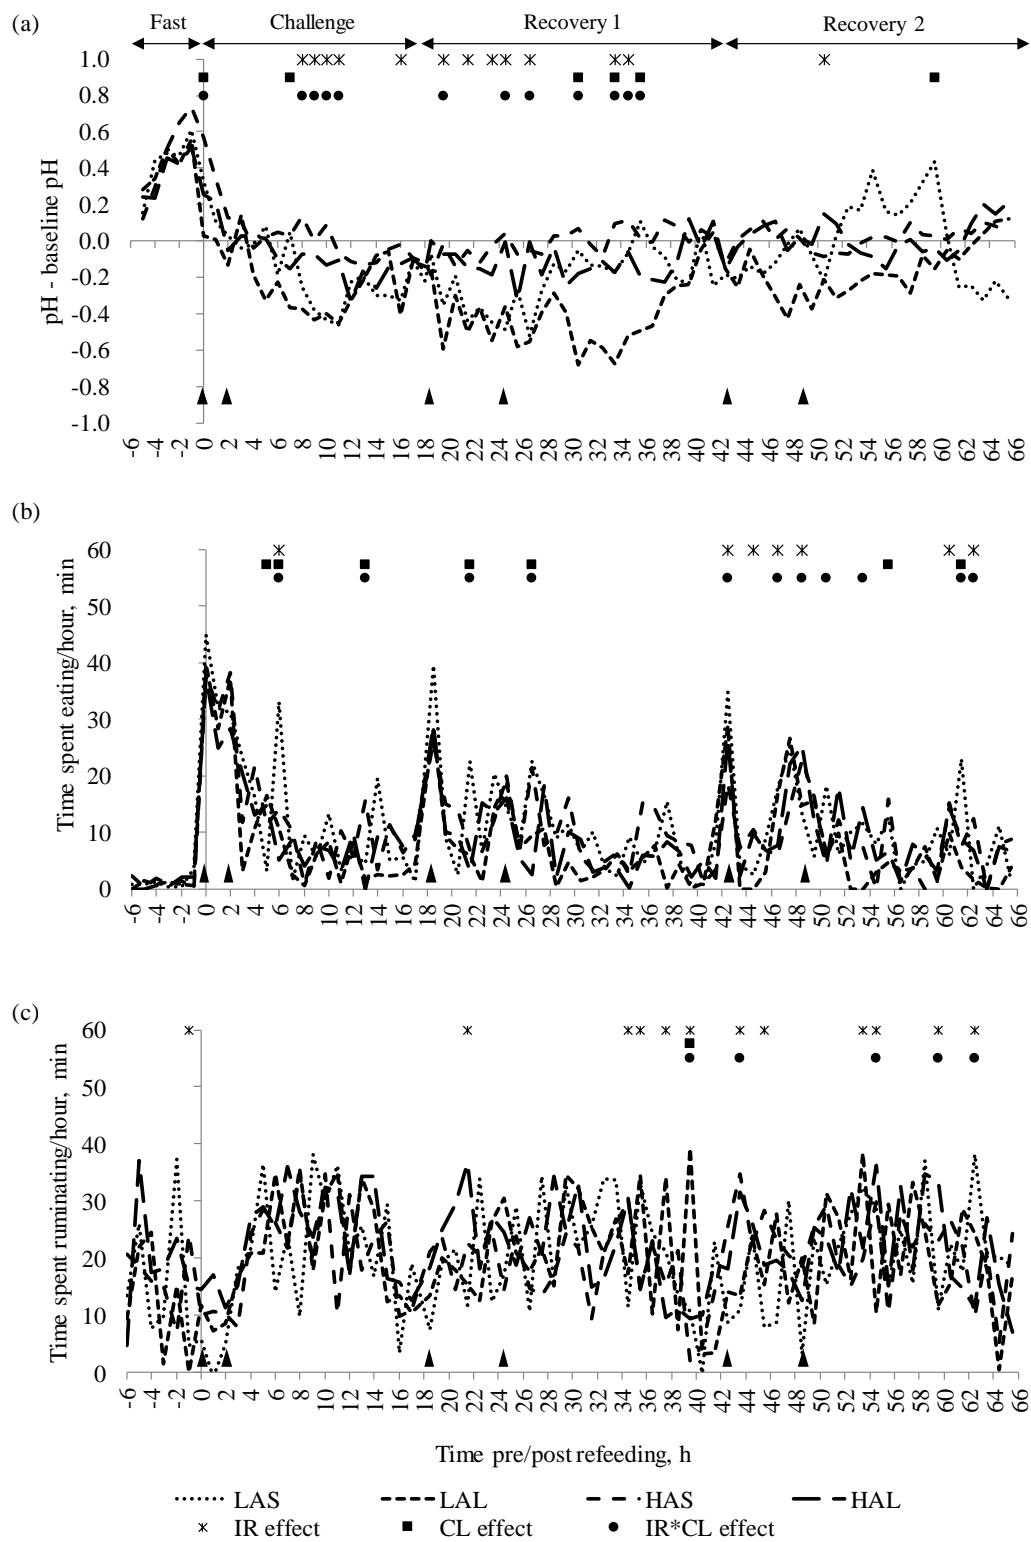 (a)
Fast Challenge Recovery 1 Recovery 2
pH - baseline pH
1.0
0.8
0.6
0.4
0.2
0.0
-0.2
-0.4
-0.6
-0.8
-1.0
-6 -4 -2 0 2 4 6 8 10 12 14 16 18 20 22 24 26 28 30 32 34 36 38 40 42 44 46 48 50 52 54 56 58 60 62 64 66
(b)
Time spent eating/hour, min
60
50
40
30
20
10
0
-6 -4 -2 0 2 4 6 8 10 12 14 16 18 20 22 24 26 28 30 32 34 36 38 40 42 44 46 48 50 52 54 56 58 60 62 64 66
(c)
Time spent ruminating/hour, min
60
50
40
30
20
10
0
-6 -4 -2 0 2 4 6 8 10 12 14 16 18 20 22 24 26 28 30 32 34 36 38 40 42 44 46 48 50 52 54 56 58 60 62 64 66
Time pre/post refeeding, h
LAS LAL HAS HAL
IR effect CL effect IR*CL effect